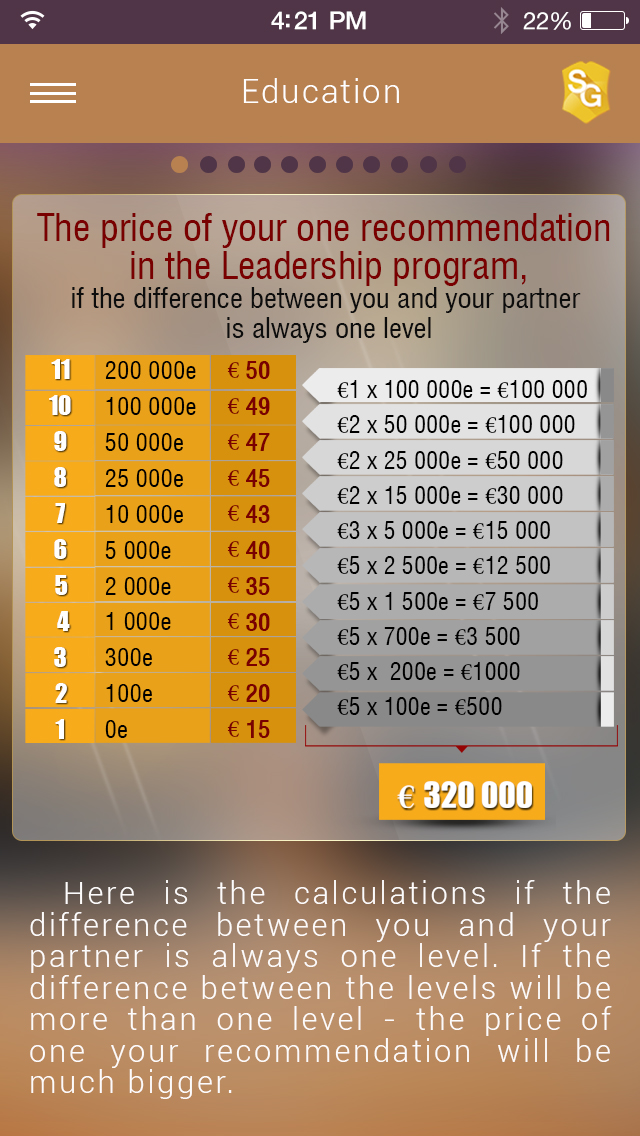 4:21 PM 22%
Education
SG
The price of your one recommendation
in the Leadership program,
if the difference between you and your partner
is always one level
11 200 000e € 50
€1 x 100 000e = €100 000
10 100 000e € 49
€2 x 50 000e = €100 000
9 50 000e € 47
€2 x 25 000e = €50 000
8 25 000e € 45
€2 x 15 000e = €30 000
7 10 000e € 43
€3 x 5 000e = €15 000
6 5 000e € 40
€5 x 2 500e = €12 500
5 2 000e € 35
€5 x 1 500e = €7 500
4 1 000e € 30
€5 x 700e = €3 500
3 300e € 25
€5 x 200e = €1000
2 100e € 20
€5 x 100e = €500
1 0e € 15
€ 320 000
Here is the calculations if the
difference between you and your
partner is always one level. If the
difference between the levels will be
more than one level - the price of
one your recommendation will be
much bigger.